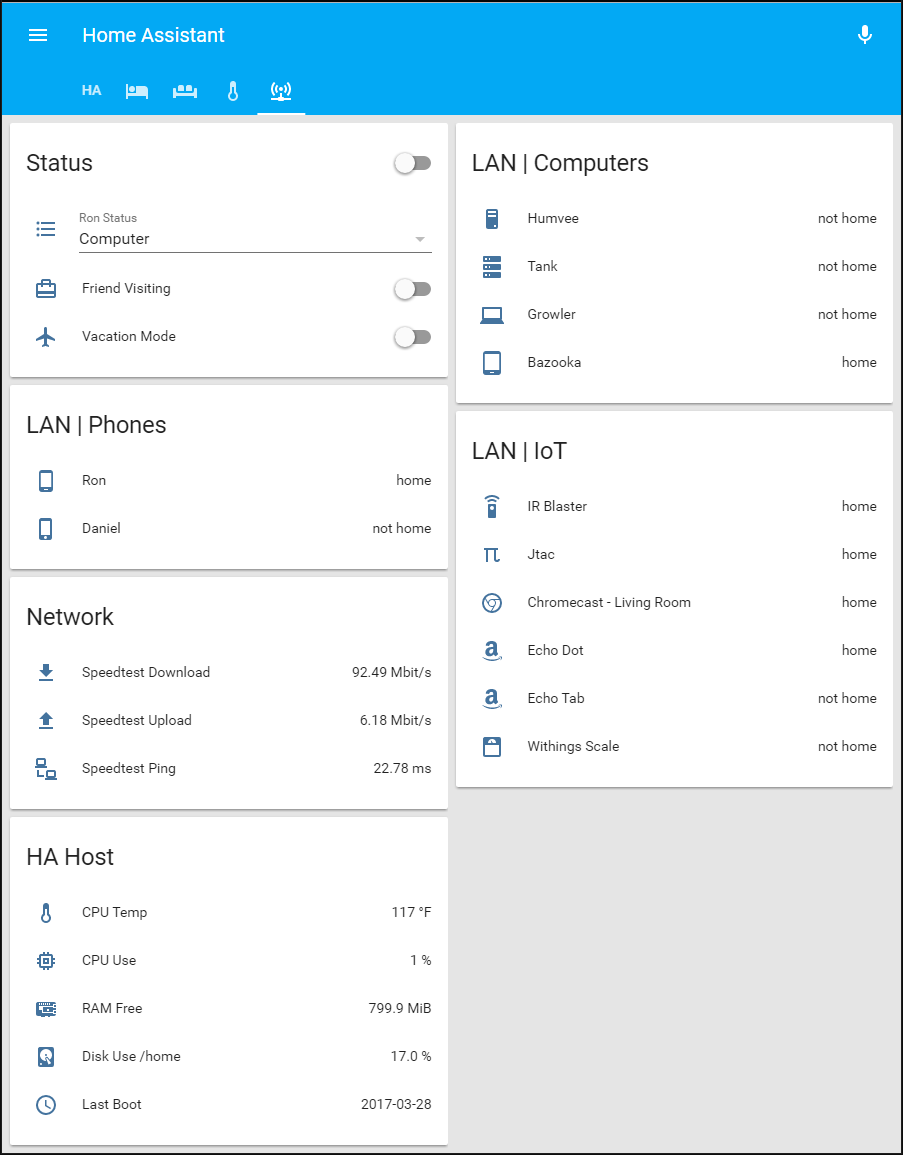 Home Assistant
HA
Status
Ron Status
Computer
Friend Visiting
Vacation Mode
LAN | Phones
Ron home
Daniel not home
Network
Speedtest Download 92.49 Mbit/s
Speedtest Upload 6.18 Mbit/s
Speedtest Ping 22.78 ms
HA Host
CPU Temp 117 °F
CPU Use 1 %
RAM Free 799.9 MiB
Disk Use /home 17.0 %
Last Boot 2017-03-28
LAN | Computers
Humvee not home
Tank not home
Growler not home
Bazooka home
LAN | IoT
IR Blaster home
Jtac home
Chromecast - Living Room home
Echo Dot home
Echo Tab not home
Withings Scale not home